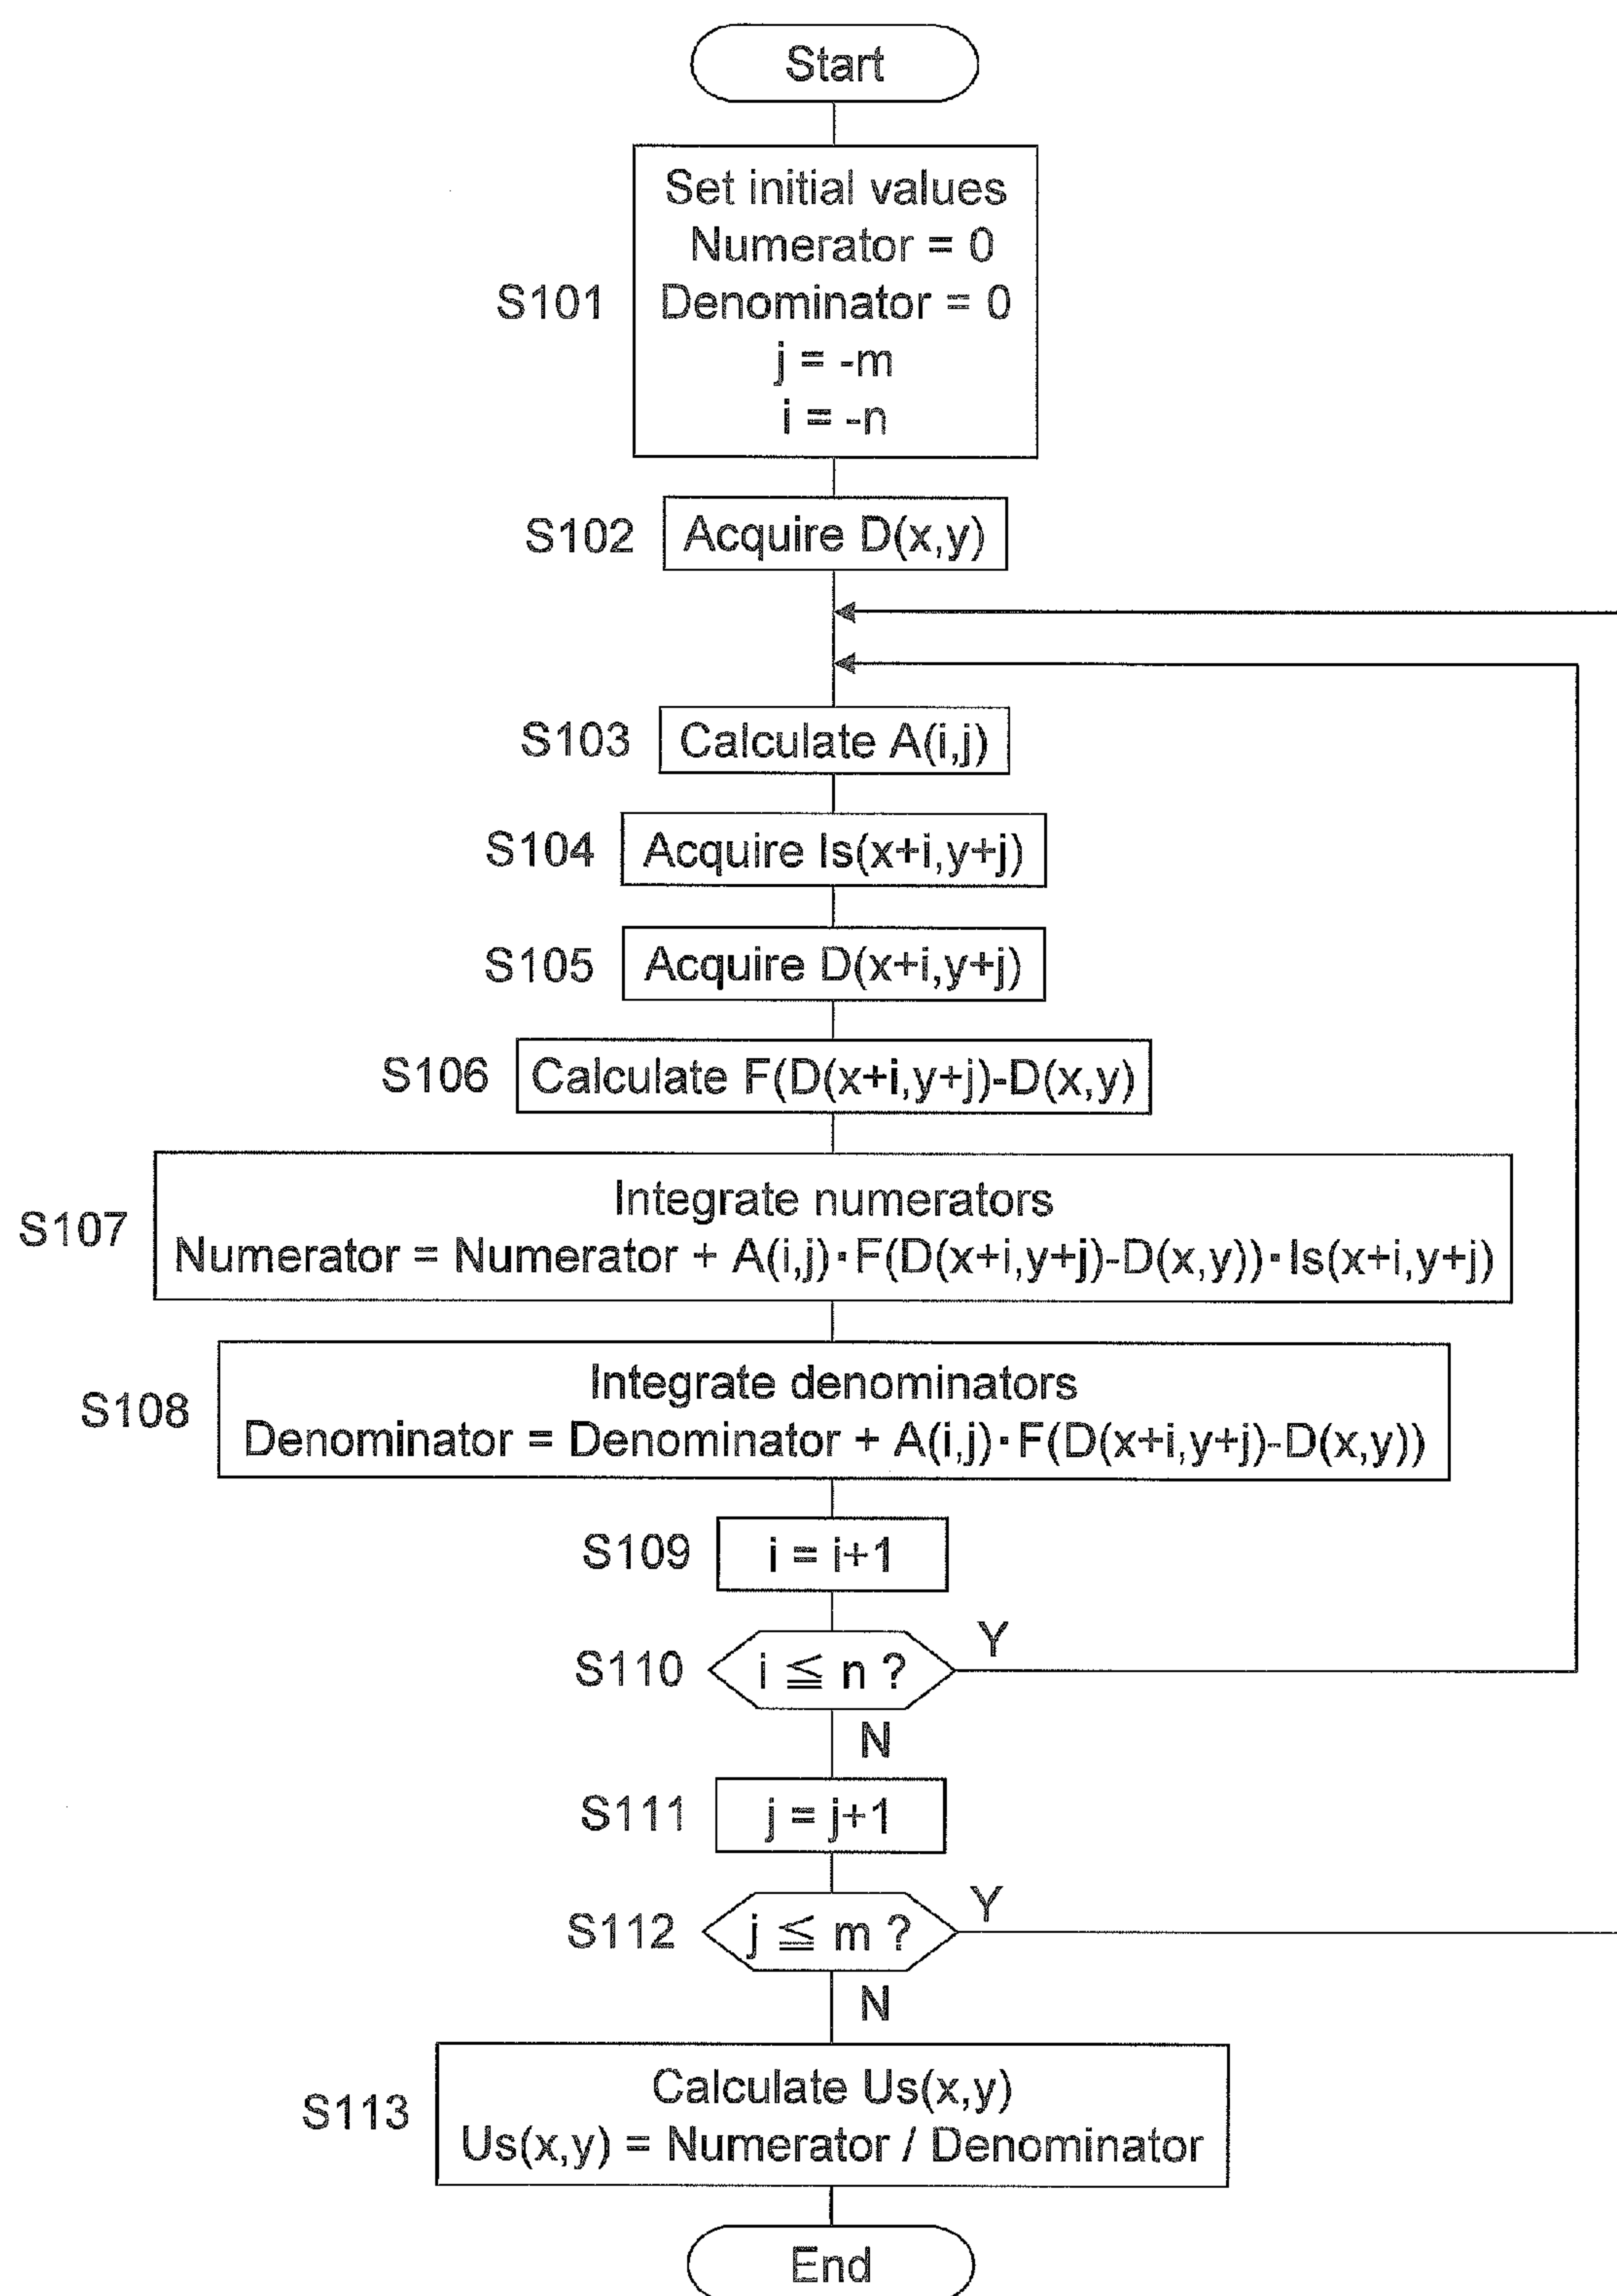 Start
S101
Set initial values
Numerator = 0
Denominator = 0
j = -m
i = -n
S102
Acquire D(x,y)
S103
Calculate A(i,j)
S104
Acquire Is(x+i,y+j)
S105
Acquire D(x+i,y+j)
S106
Calculate F(D(x+i,y+j)-D(x,y)
S107
Integrate numerators
Numerator = Numerator + A(i,j)·F(D(x+i,y+j)-D(x,y))·Is(x+i,y+j)
S108
Integrate denominators
Denominator = Denominator + A(i,j)·F(D(x+i,y+j)-D(x,y))
S109
i = i+1
S110
i ≦ n ?
Y
N
S111
j = j+1
S112
j ≦ m ?
Y
N
S113
Calculate Us(x,y)
Us(x,y) = Numerator / Denominator
End